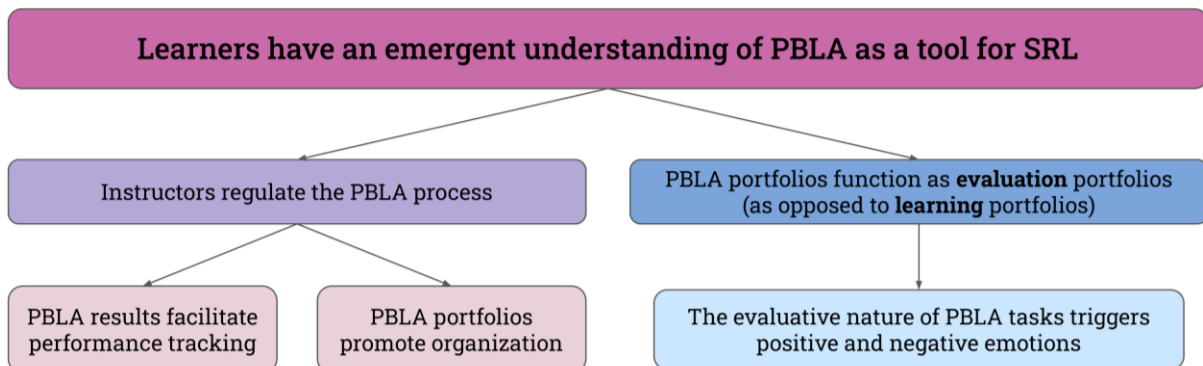 Learners have an emergent understanding of PBLA as a tool for SRL
Instructors regulate the PBLA process
PBLA portfolios function as evaluation portfolios
(as opposed to learning portfolios)
PBLA results facilitate
performance tracking
PBLA portfolios
promote organization
The evaluative nature of PBLA tasks triggers
positive and negative emotions